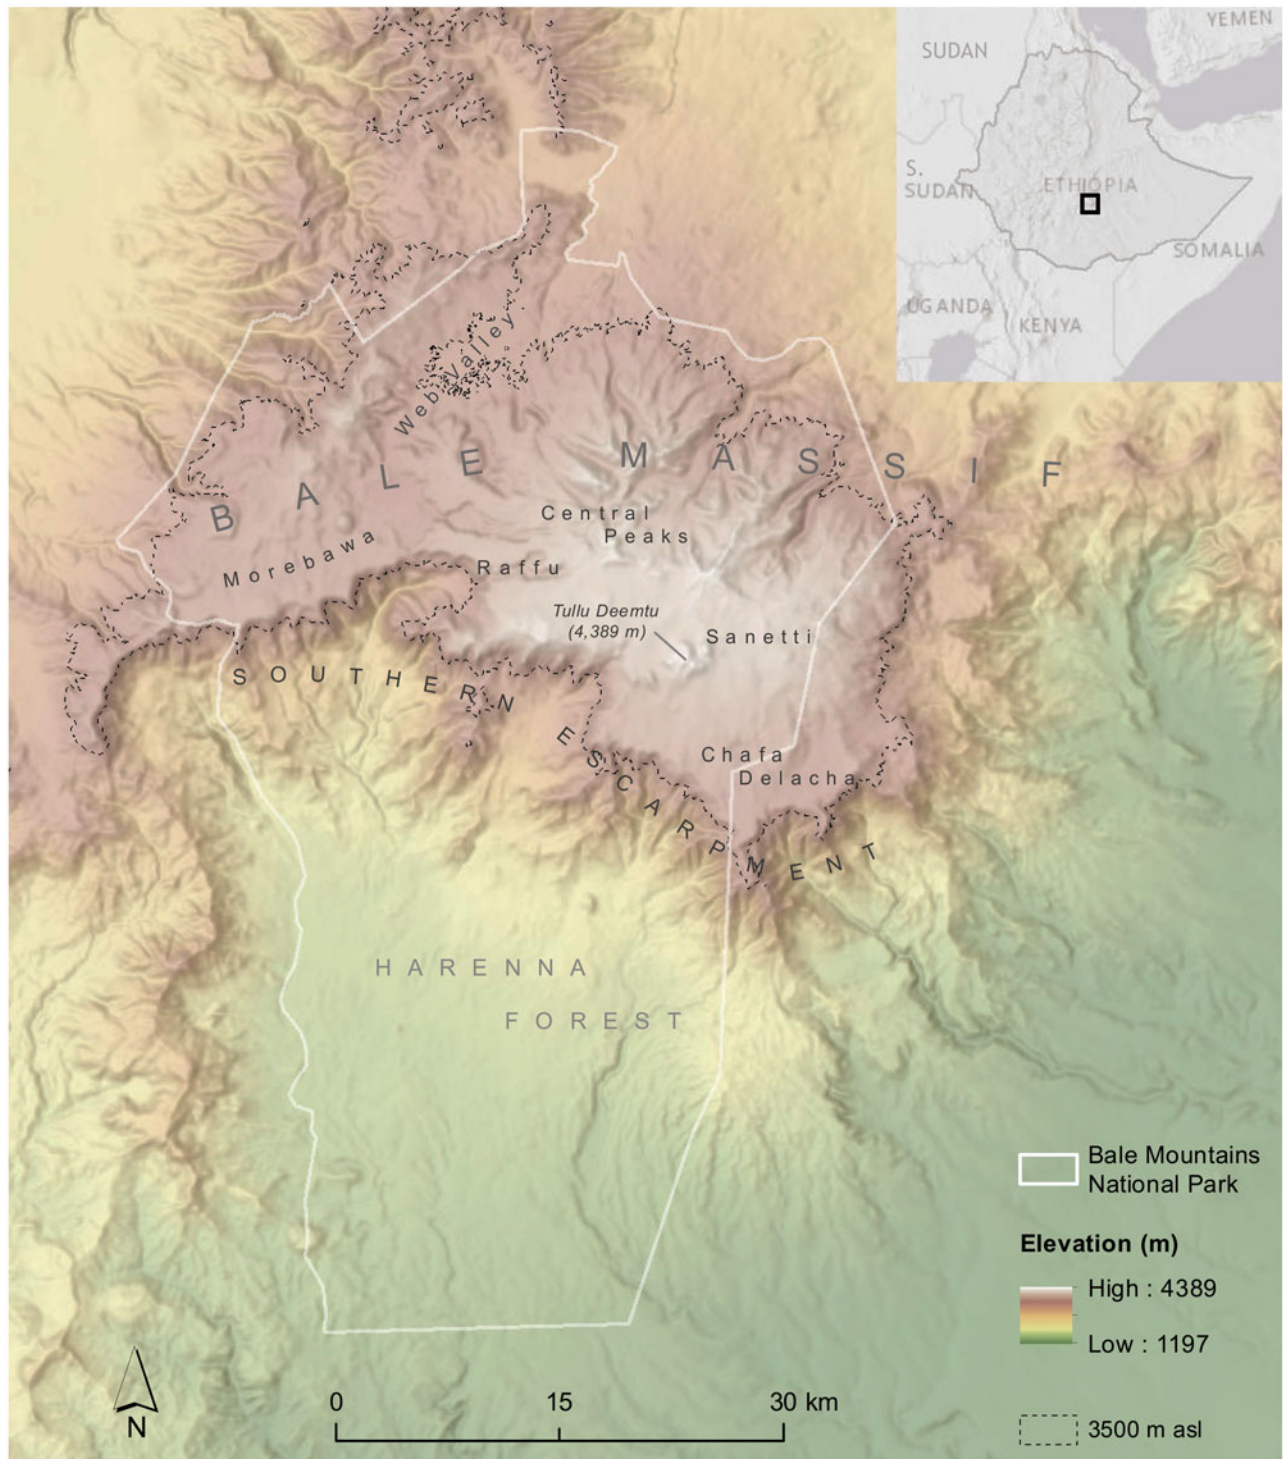 YEMEN
SUDAN
S.
SUDAN
ETHIOPIA
SOMALIA
UGANDA
KENYA
Web Valley
BALE MASSIF
Central
Peaks
Morebawa
Raffu
Tullu Deemtu
(4,389 m)
Sanetti
SOUTHERN ESCARPMENT
Chafa
Delacha
HARENNA
FOREST
Bale Mountains
National Park
Elevation (m)
High : 4389
Low : 1197
3500 m asl
0 15 30 km
N